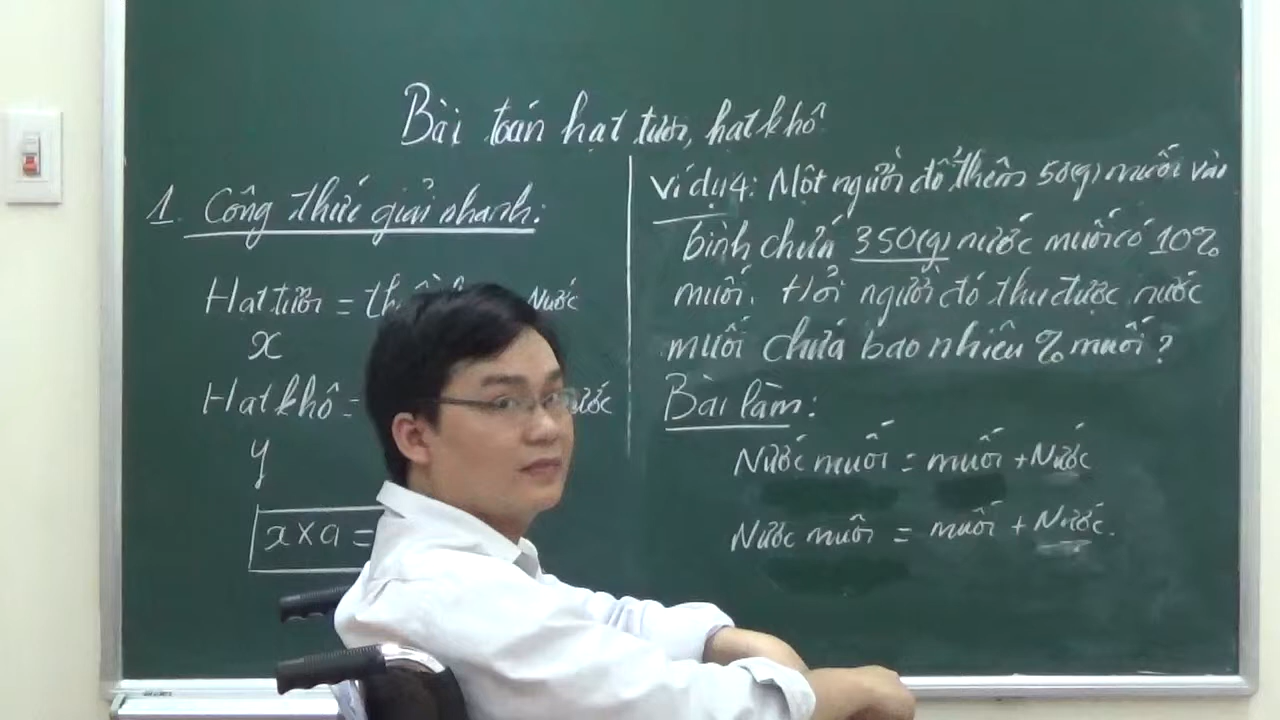 Bài toán hạt tươi, hạt khô
1. Công thức giải nhanh:
Hạt tươi = Nước
x
Hạt khô =
y
x × a =
Ví dụ 4: Một người đổ thêm 50(g) muối vào
bình chứa 350(g) nước muối có 10%
muối. Hỏi người đó thu được nước
muối chứa bao nhiêu % muối?
Bài làm:
Nước muối = muối + Nước
Nước muối = muối + Nước.